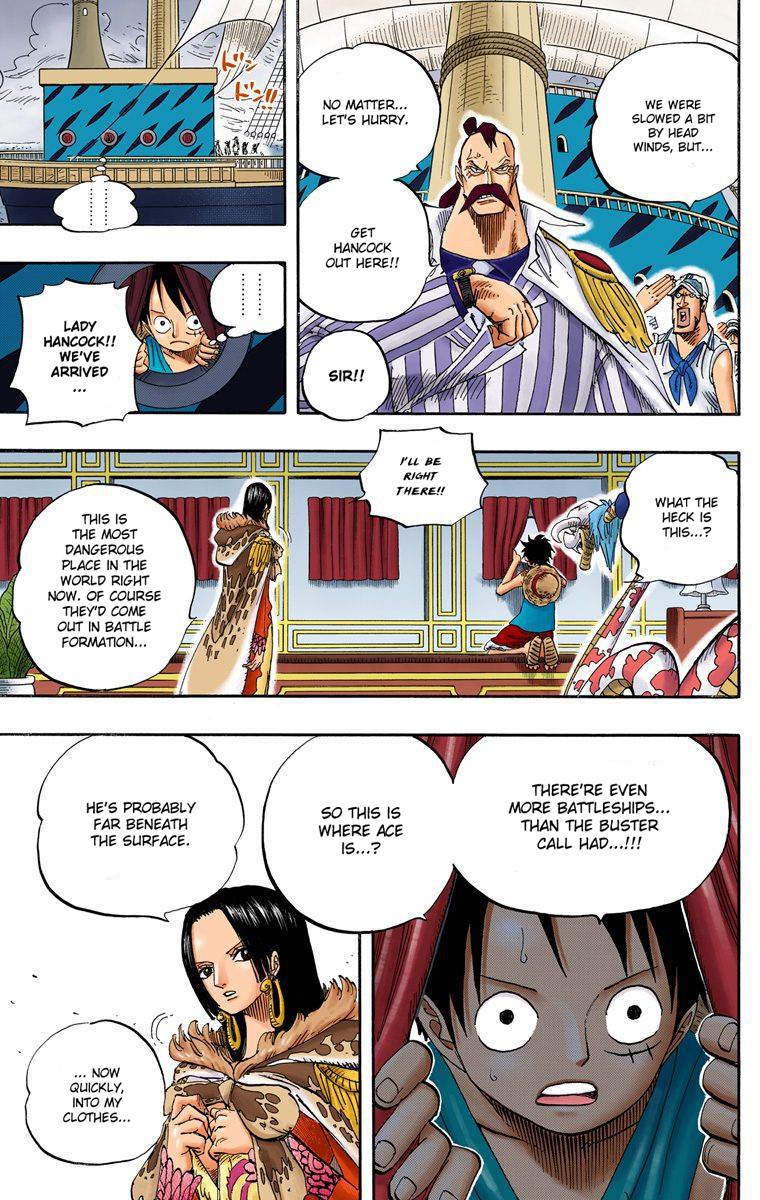 WE WERE
SLOWED A BIT
BY HEAD
WINDS, BUT...
NO MATTER...
LET'S HURRY.
GET
HANCOCK
OUT HERE!!
SIR!!
ドン
ドン!!
LADY
HANCOCK!!
WE'VE
ARRIVED
...
WHAT THE
HECK IS
THIS...?
I'LL BE
RIGHT
THERE!!
THIS IS
THE MOST
DANGEROUS
PLACE IN THE
WORLD RIGHT
NOW. OF COURSE
THEY'D COME
OUT IN BATTLE
FORMATION...
THERE'RE EVEN
MORE BATTLESHIPS...
THAN THE BUSTER
CALL HAD...!!!
SO THIS IS
WHERE ACE
IS...?
HE'S PROBABLY
FAR BENEATH
THE SURFACE.
... NOW
QUICKLY,
INTO MY
CLOTHES...